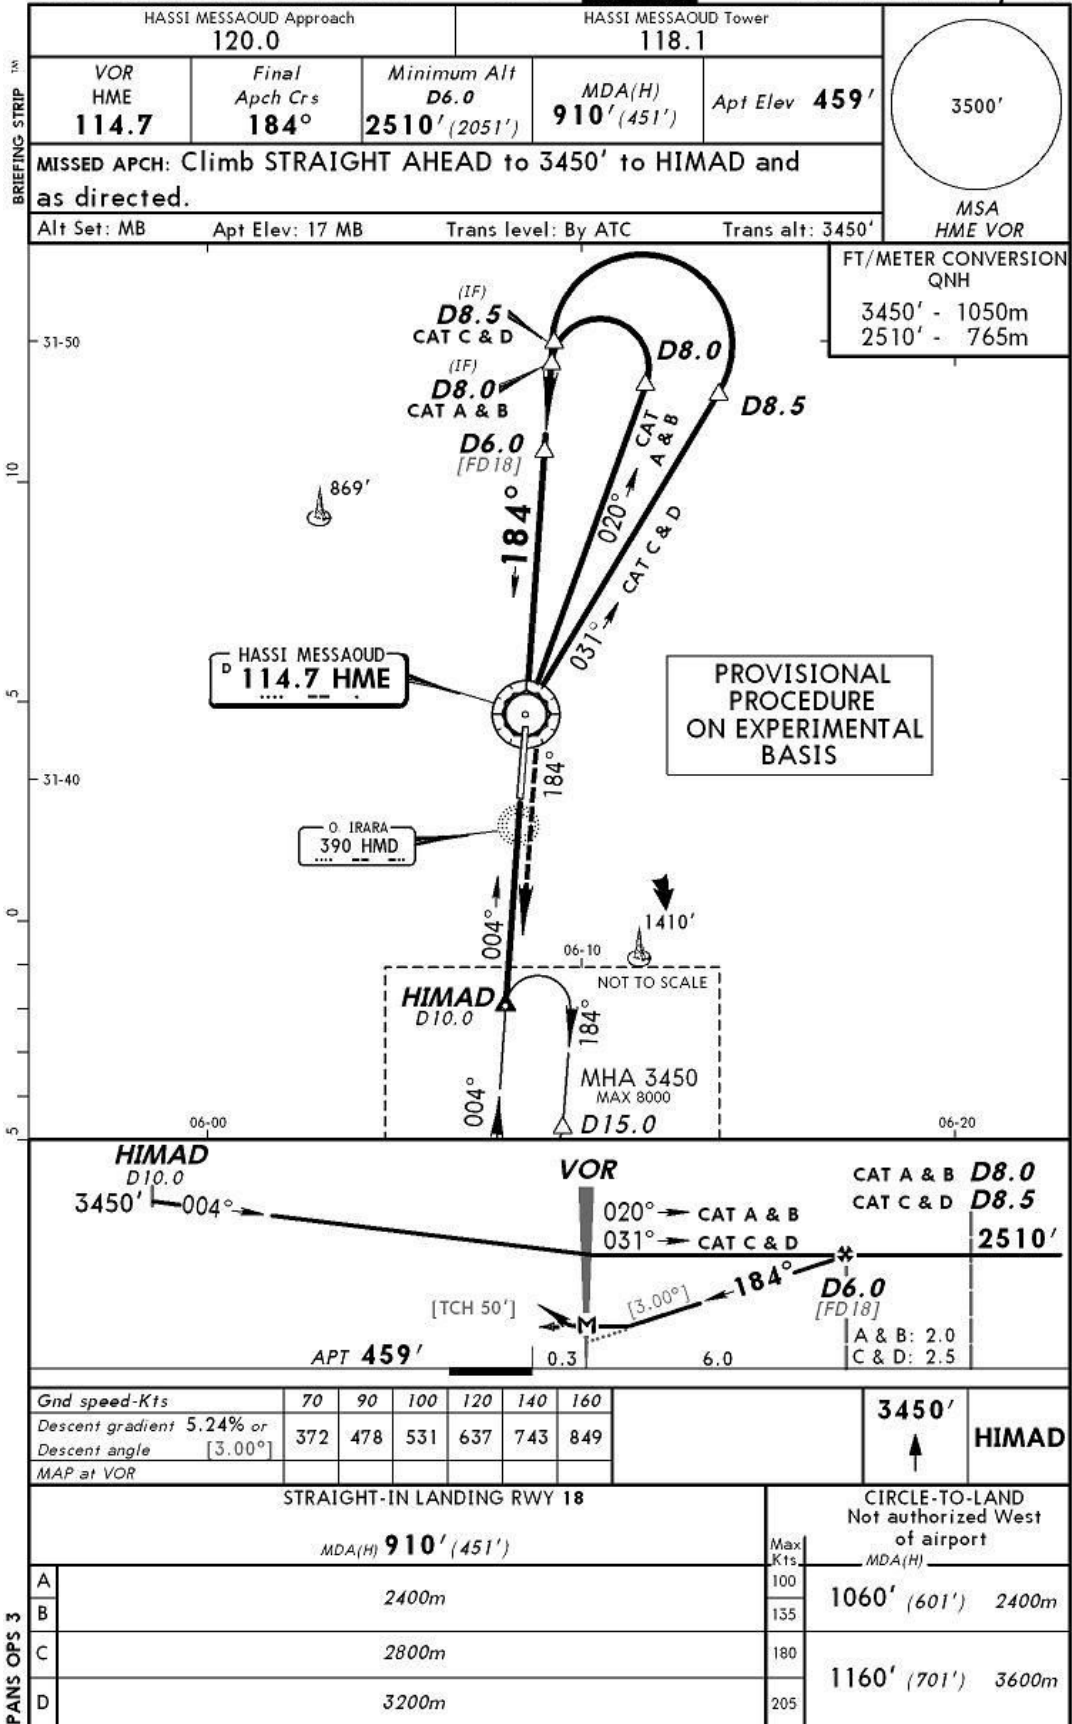 HASSI MESSAOUD Approach
120.0
HASSI MESSAOUD Tower
118.1
BRIEFING STRIP TM
VOR
HME
114.7
Final
Apch Crs
184°
Minimum Alt
D6.0
2510' (2051')
MDA(H)
910' (451')
Apt Elev 459'
3500'
MSA
HME VOR
MISSED APCH: Climb STRAIGHT AHEAD to 3450' to HIMAD and
as directed.
Alt Set: MB Apt Elev: 17 MB Trans level: By ATC Trans alt: 3450'
FT/METER CONVERSION
QNH
3450' - 1050m
2510' - 765m
31-50
(IF)
D8.5
CAT C & D
(IF)
D8.0
CAT A & B
D6.0
[FD18]
D8.0
D8.5
10
869'
184°
020° CAT A & B
031° CAT C & D
HASSI MESSAOUD
D 114.7 HME
PROVISIONAL
PROCEDURE
ON EXPERIMENTAL
BASIS
5
31-40
184°
O. IRARA
390 HMD
0
004°
1410'
06-10
NOT TO SCALE
HIMAD
D10.0
184°
MHA 3450
MAX 8000
D15.0
004°
5
06-00
06-20
HIMAD
D10.0
3450' 004°
VOR
020° CAT A & B
031° CAT C & D
CAT A & B D8.0
CAT C & D D8.5
2510'
184°
D6.0
[FD18]
[3.00°]
[TCH 50']
M
A & B: 2.0
C & D: 2.5
APT 459'
0.3
6.0
Gnd speed-Kts 70 90 100 120 140 160
Descent gradient 5.24% or
Descent angle [3.00°] 372 478 531 637 743 849
MAP at VOR
3450'
HIMAD
STRAIGHT-IN LANDING RWY 18
MDA(H) 910' (451')
CIRCLE-TO-LAND
Not authorized West
of airport
Max
Kts
MDA(H)
A
B
2400m
100
135
1060' (601') 2400m
C
2800m
180
D
3200m
205
1160' (701') 3600m
PANS OPS 3